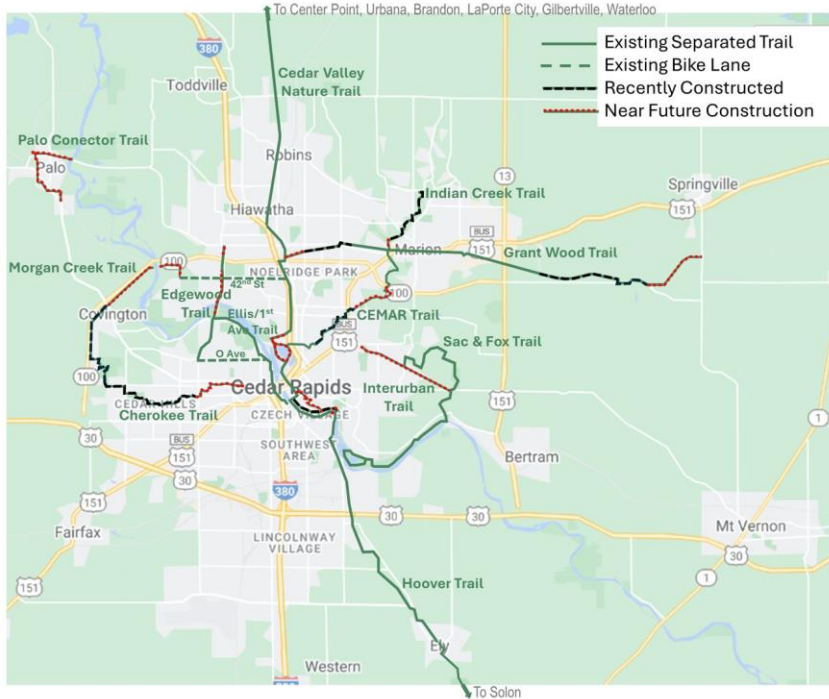 To Center Point, Urbana, Brandon, LaPorte City, Gilbertville, Waterloo
Existing Separated Trail
Existing Bike Lane
Recently Constructed
Near Future Construction
380
Toddville
Cedar Valley
Nature Trail
Palo Conector Trail
Palo
Robins
13
Springville
Indian Creek Trail
Hiawatha
151
BUS
151
Marion
Grant Wood Trail
100
Morgan Creek Trail
NOELRIDGE PARK
42nd St
Edgewood
Trail
Ellis/1st
Ave Trail
100
CEMAR Trail
Covington
BUS
151
Sac & Fox Trail
O Ave
100
Cedar Rapids
Interurban
Trail
CEDAR HILLS
Cherokee Trail
CZECH VILLAGE
151
1
30
BUS
151
SOUTHWEST
AREA
Bertram
30
380
30
30
Mt Vernon
151
Fairfax
LINCOLNWAY
VILLAGE
30
1
151
Hoover Trail
Ely
Western
To Solon